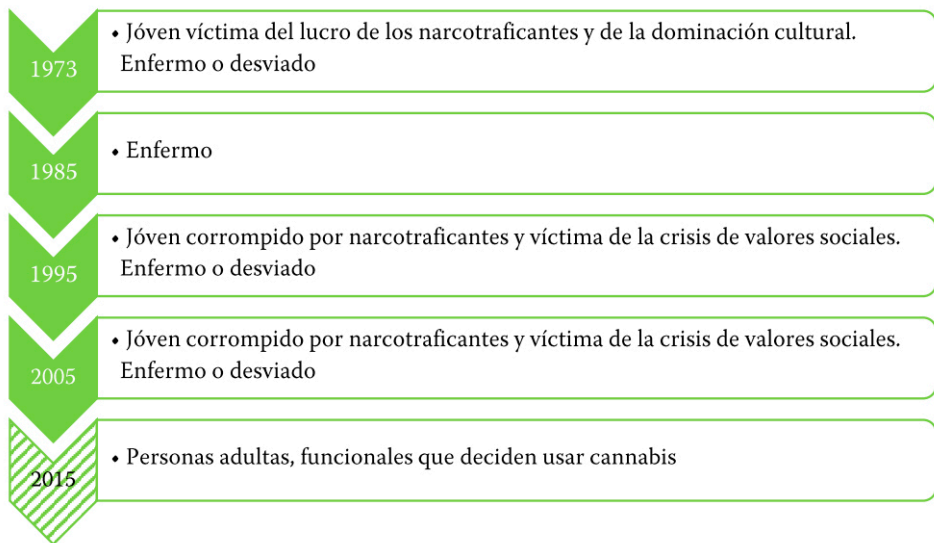 1973
• Jóven víctima del lucro de los narcotraficantes y de la dominación cultural.
Enfermo o desviado
1985
• Enfermo
1995
• Jóven corrompido por narcotraficantes y víctima de la crisis de valores sociales.
Enfermo o desviado
2005
• Jóven corrompido por narcotraficantes y víctima de la crisis de valores sociales.
Enfermo o desviado
2015
• Personas adultas, funcionales que deciden usar cannabis